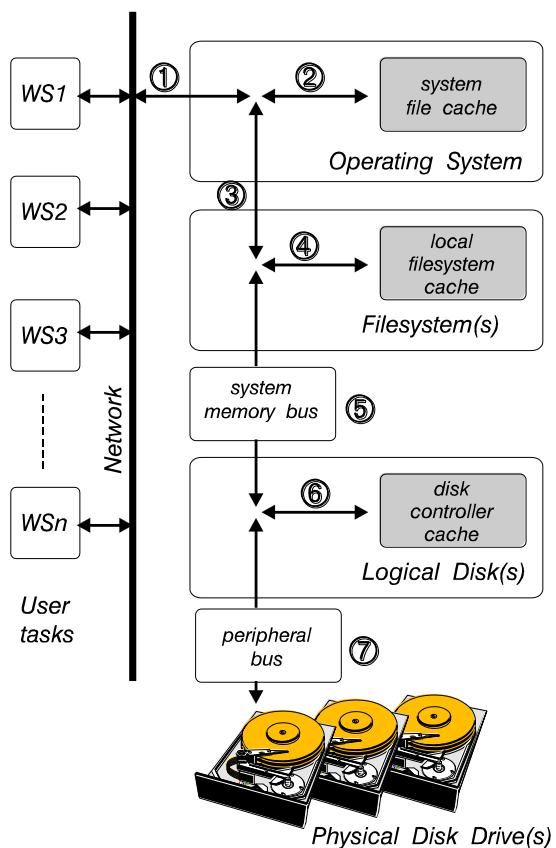 WS1
①
②
system
file cache
Operating System
WS2
③
④
local
filesystem
cache
Filesystem(s)
WS3
system
memory bus
⑤
Network
⑥
disk
controller
cache
WSn
Logical Disk(s)
User
tasks
peripheral
bus
⑦
Physical Disk Drive(s)